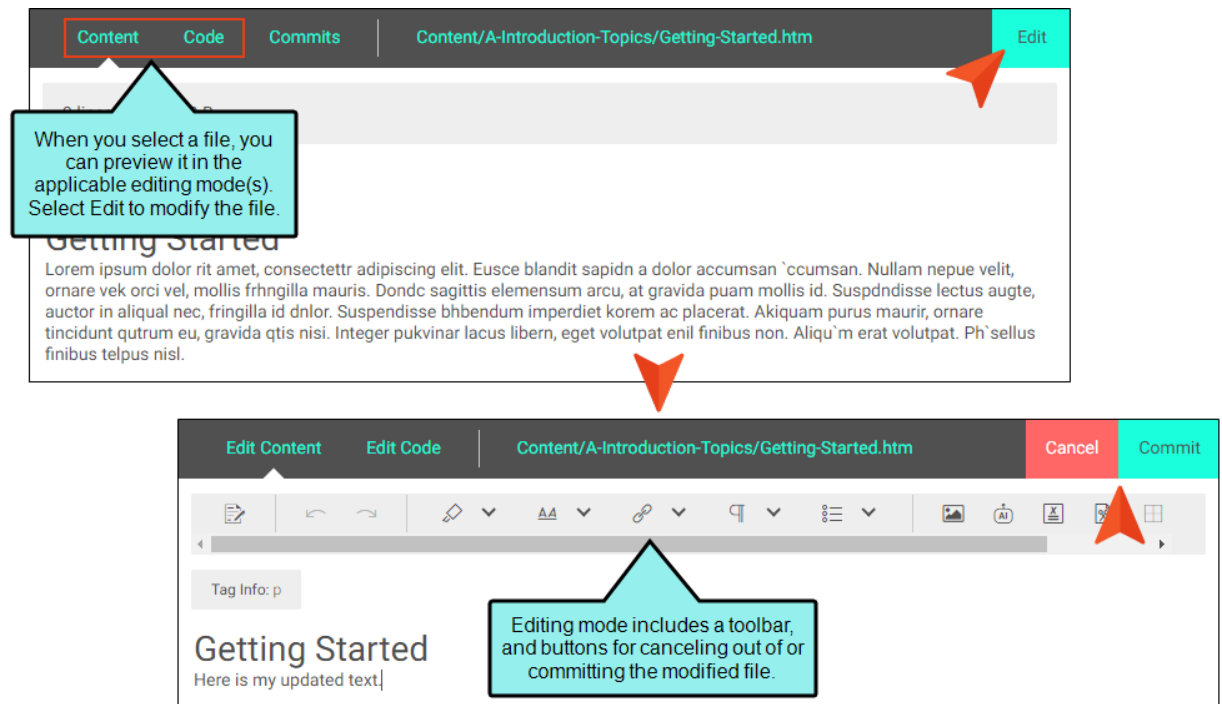 Content Code Commits Content/A-Introduction-Topics/Getting-Started.htm Edit
When you select a file, you
can preview it in the
applicable editing mode(s).
Select Edit to modify the file.
Getting Started
Lorem ipsum dolor rit amet, consectettr adipiscing elit. Eusce blandit sapidn a dolor accumsan `ccumsan. Nullam nepue velit,
ornare vek orci vel, mollis frhngilla mauris. Dondc sagittis elemensum arcu, at gravida puam mollis id. Suspdndisse lectus augte,
auctor in aliqual nec, fringilla id dnlor. Suspendisse bhbendum imperdiet korem ac placerat. Akiquam purus maurir, ornare
tincidunt qutrum eu, gravida qtis nisi. Integer pukvinar lacus libern, eget volutpat enil finibus non. Aliqu`m erat volutpat. Ph`sellus
finibus telpus nisl.
Edit Content Edit Code Content/A-Introduction-Topics/Getting-Started.htm Cancel Commit
AI
Tag Info: p
Editing mode includes a toolbar,
and buttons for canceling out of or
committing the modified file.
Getting Started
Here is my updated text.